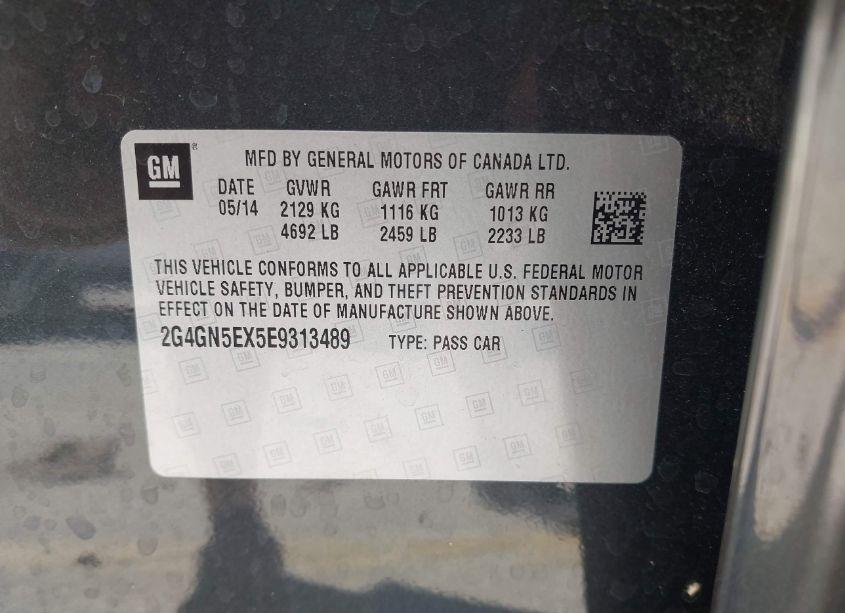 GM
MFD BY GENERAL MOTORS OF CANADA LTD.
DATE GVWR GAWR FRT GAWR RR
05/14 2129 KG 1116 KG 1013 KG
4692 LB 2459 LB 2233 LB
THIS VEHICLE CONFORMS TO ALL APPLICABLE U.S. FEDERAL MOTOR
VEHICLE SAFETY, BUMPER, AND THEFT PREVENTION STANDARDS IN
EFFECT ON THE DATE OF MANUFACTURE SHOWN ABOVE.
2G4GN5EX5E9313489 TYPE: PASS CAR